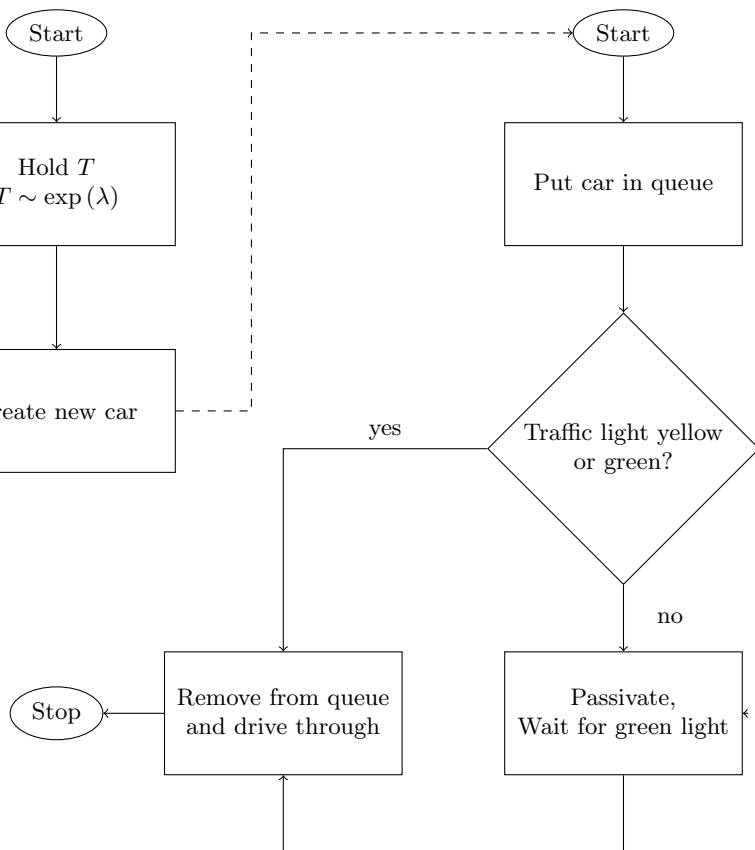 Start
Start
Hold T
T ∼ exp (λ)
Put car in queue
reate new car
yes
Traffic light yellow
or green?
no
Stop
Remove from queue
and drive through
Passivate,
Wait for green light